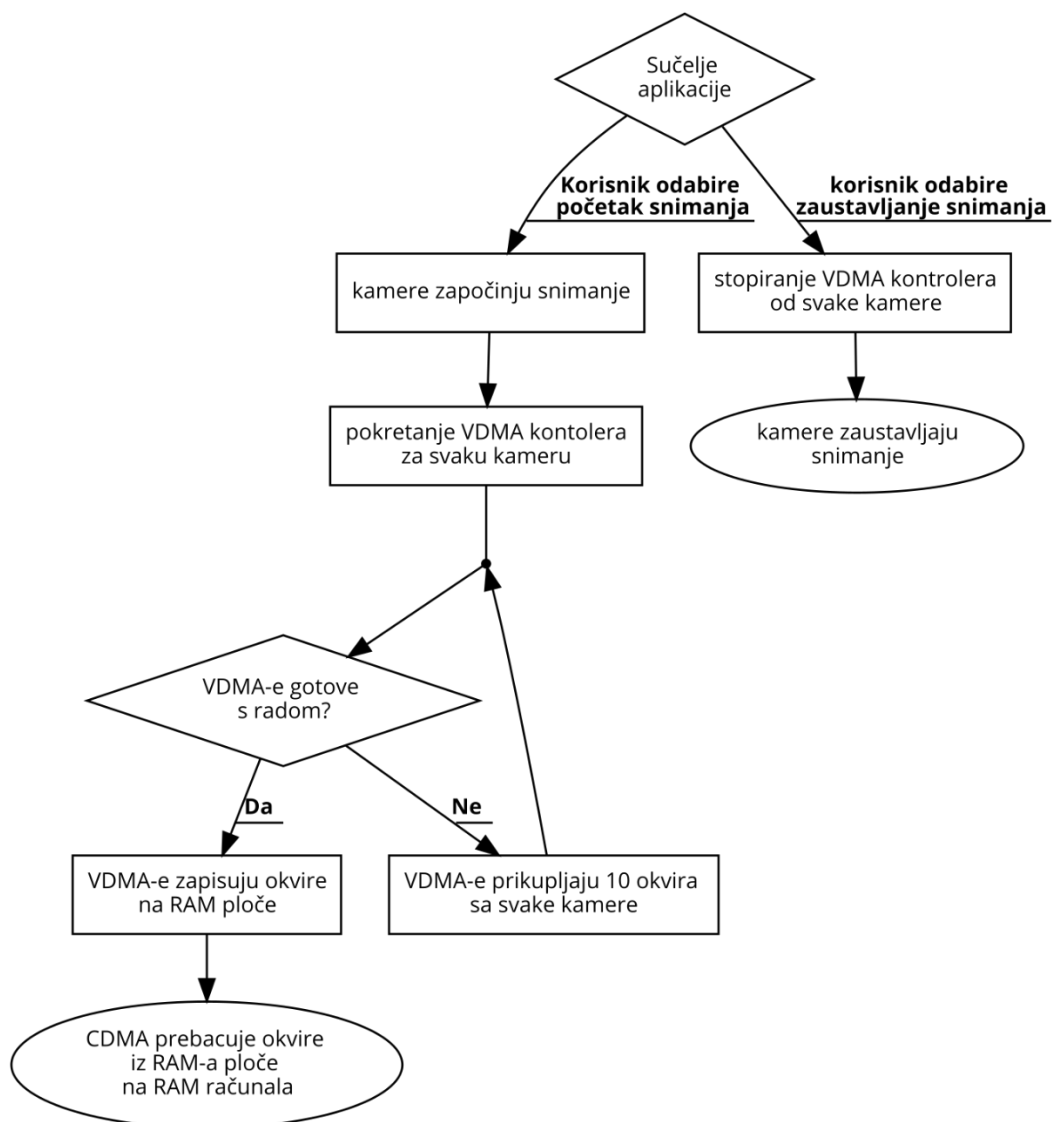 Sučelje
aplikacije
Korisnik odabire
početak snimanja
korisnik odabire
zaustavljanje snimanja
kamere započinju snimanje
stopiranje VDMA kontrolera
od svake kamere
pokretanje VDMA kontolera
za svaku kameru
kamere zaustavljaju
snimanje
VDMA-e gotove
s radom?
Da
Ne
VDMA-e zapisuju okvire
na RAM ploče
VDMA-e prikupljaju 10 okvira
sa svake kamere
CDMA prebacuje okvire
iz RAM-a ploče
na RAM računala